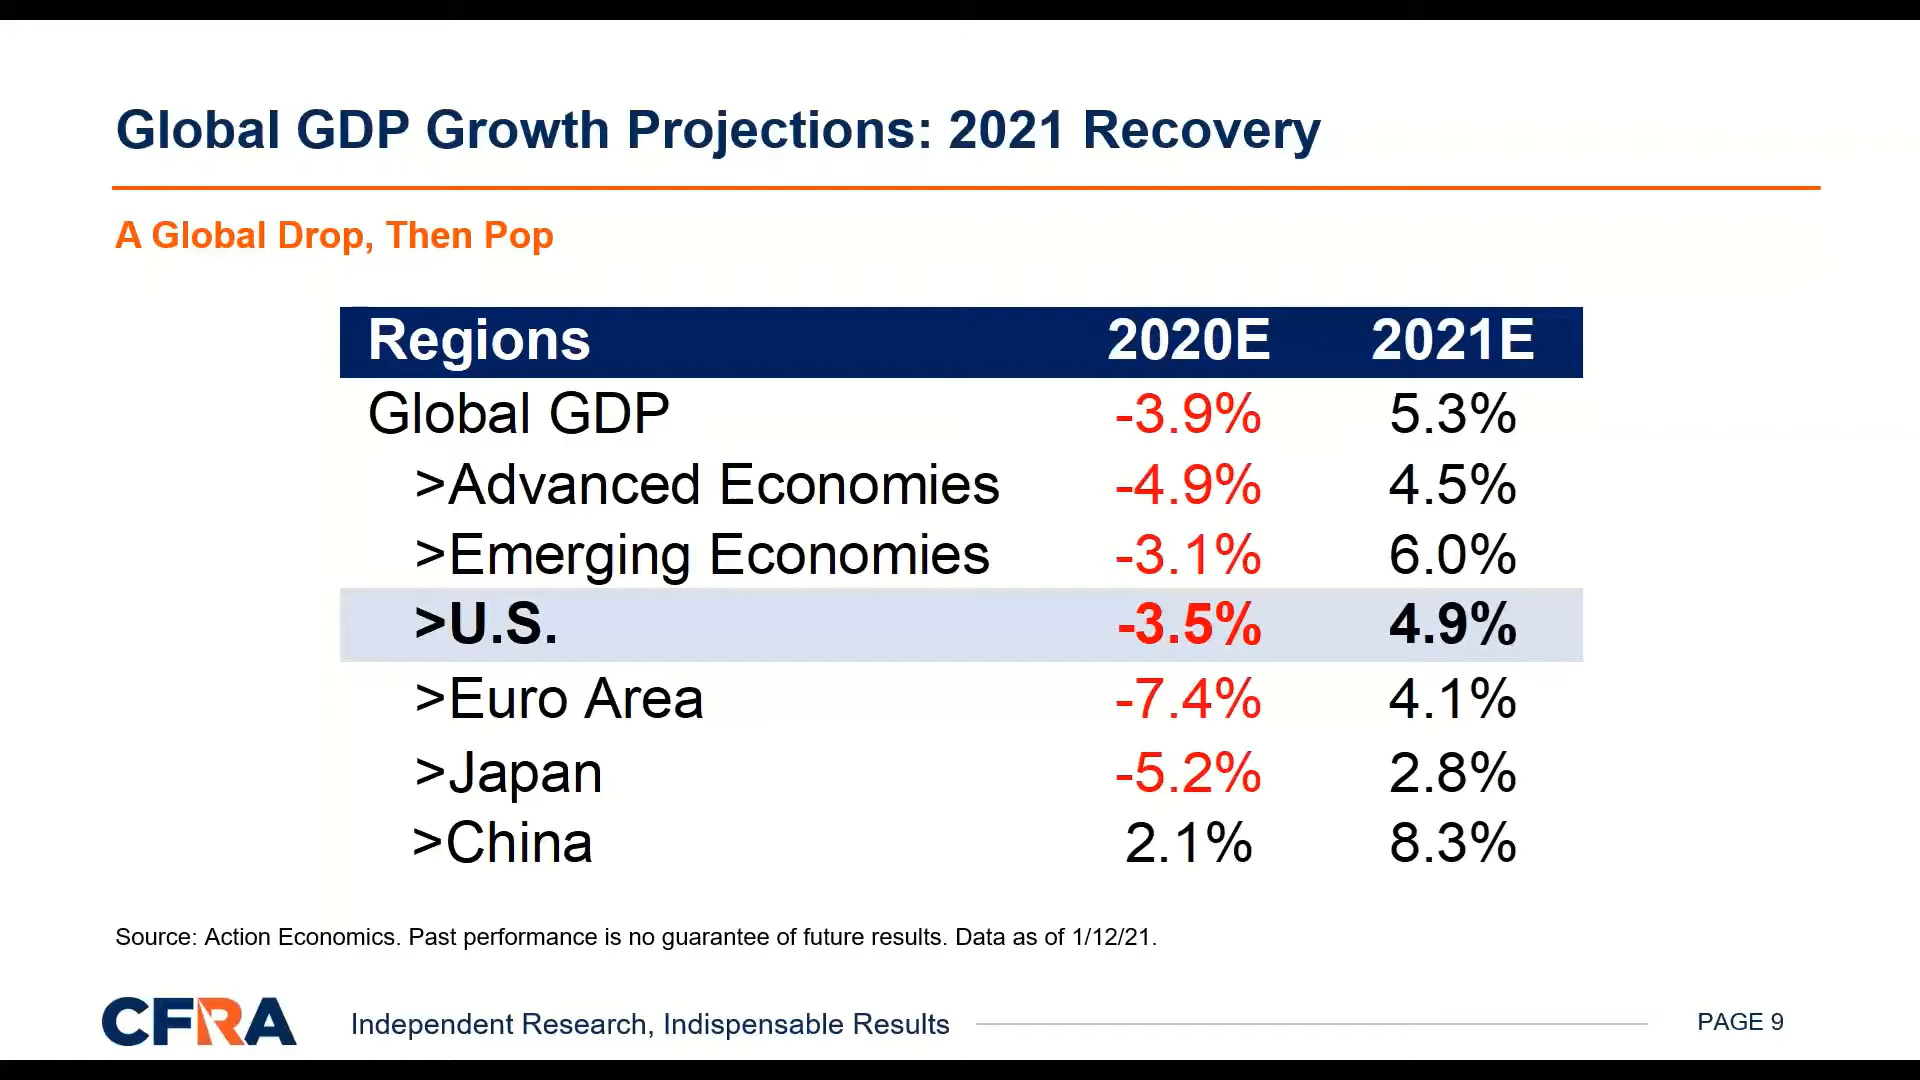 Global GDP Growth Projections: 2021 Recovery
A Global Drop, Then Pop
Regions 2020E 2021E
Global GDP -3.9% 5.3%
>Advanced Economies -4.9% 4.5%
>Emerging Economies -3.1% 6.0%
>U.S. -3.5% 4.9%
>Euro Area -7.4% 4.1%
>Japan -5.2% 2.8%
>China 2.1% 8.3%
Source: Action Economics. Past performance is no guarantee of future results. Data as of 1/12/21.
CFRA Independent Research, Indispensable Results PAGE 9